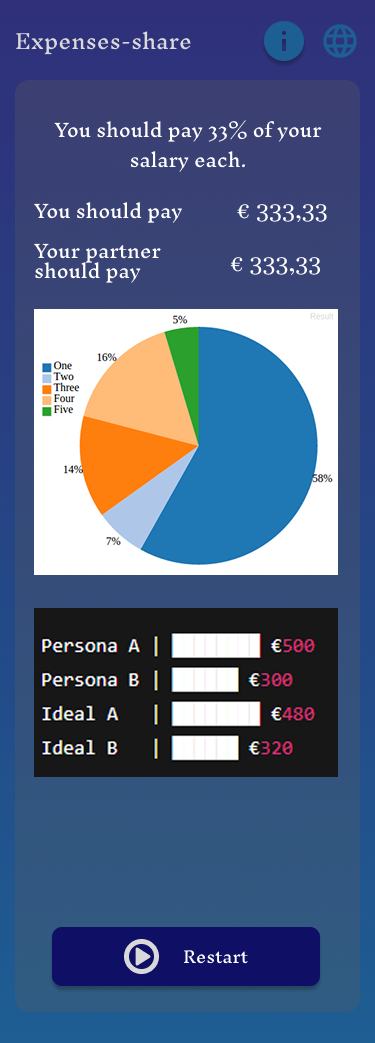 Expenses-share
You should pay 33% of your
salary each.
You should pay € 333,33
Your partner
should pay € 333,33
Result
5%
16%
One
Two
Three
Four
Five
14%
58%
7%
Persona A | €500
Persona B | €300
Ideal A | €480
Ideal B | €320
Restart